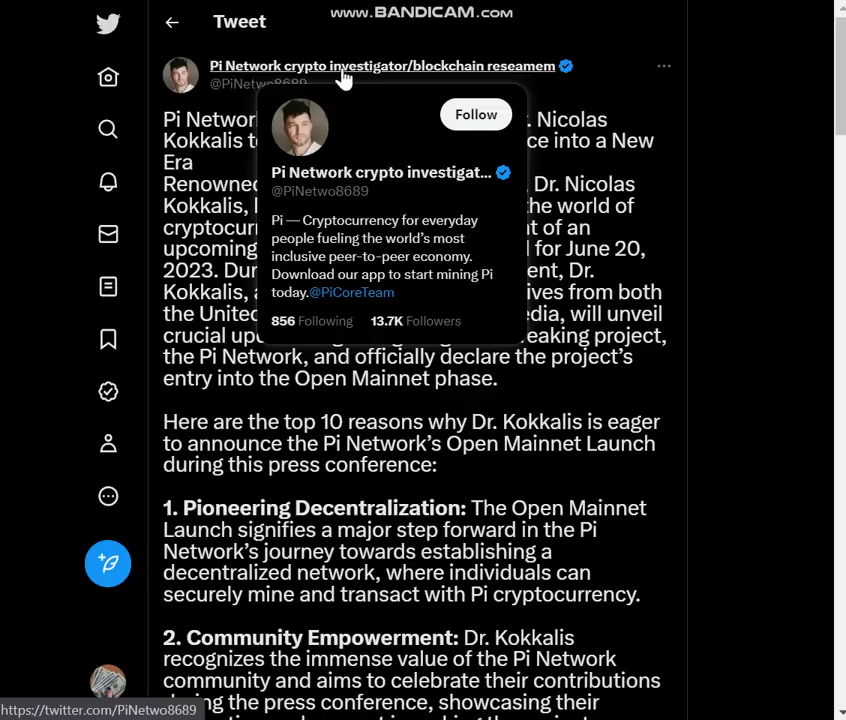 www.BANDICAM.com
Tweet
Pi Network crypto investigator/blockchain reseamem
@PiNetwo8689
Follow
Pi Network crypto investigat...
@PiNetwo8689
Pi — Cryptocurrency for everyday
people fueling the world's most
inclusive peer-to-peer economy.
Download our app to start mining Pi
today.@PiCoreTeam
856 Following 13.7K Followers
Pi Networ r. Nicolas
Kokkalis t ce into a New
Era
Renowne , Dr. Nicolas
Kokkalis, the world of
cryptocur nt of an
upcoming d for June 20,
2023. Dur ent, Dr.
Kokkalis, a ives from both
the United edia, will unveil
crucial up eaking project,
the Pi Network, and officially declare the project's
entry into the Open Mainnet phase.
Here are the top 10 reasons why Dr. Kokkalis is eager
to announce the Pi Network's Open Mainnet Launch
during this press conference:
1. Pioneering Decentralization: The Open Mainnet
Launch signifies a major step forward in the Pi
Network's journey towards establishing a
decentralized network, where individuals can
securely mine and transact with Pi cryptocurrency.
2. Community Empowerment: Dr. Kokkalis
recognizes the immense value of the Pi Network
community and aims to celebrate their contributions
during the press conference, showcasing their
https://twitter.com/PiNetwo8689